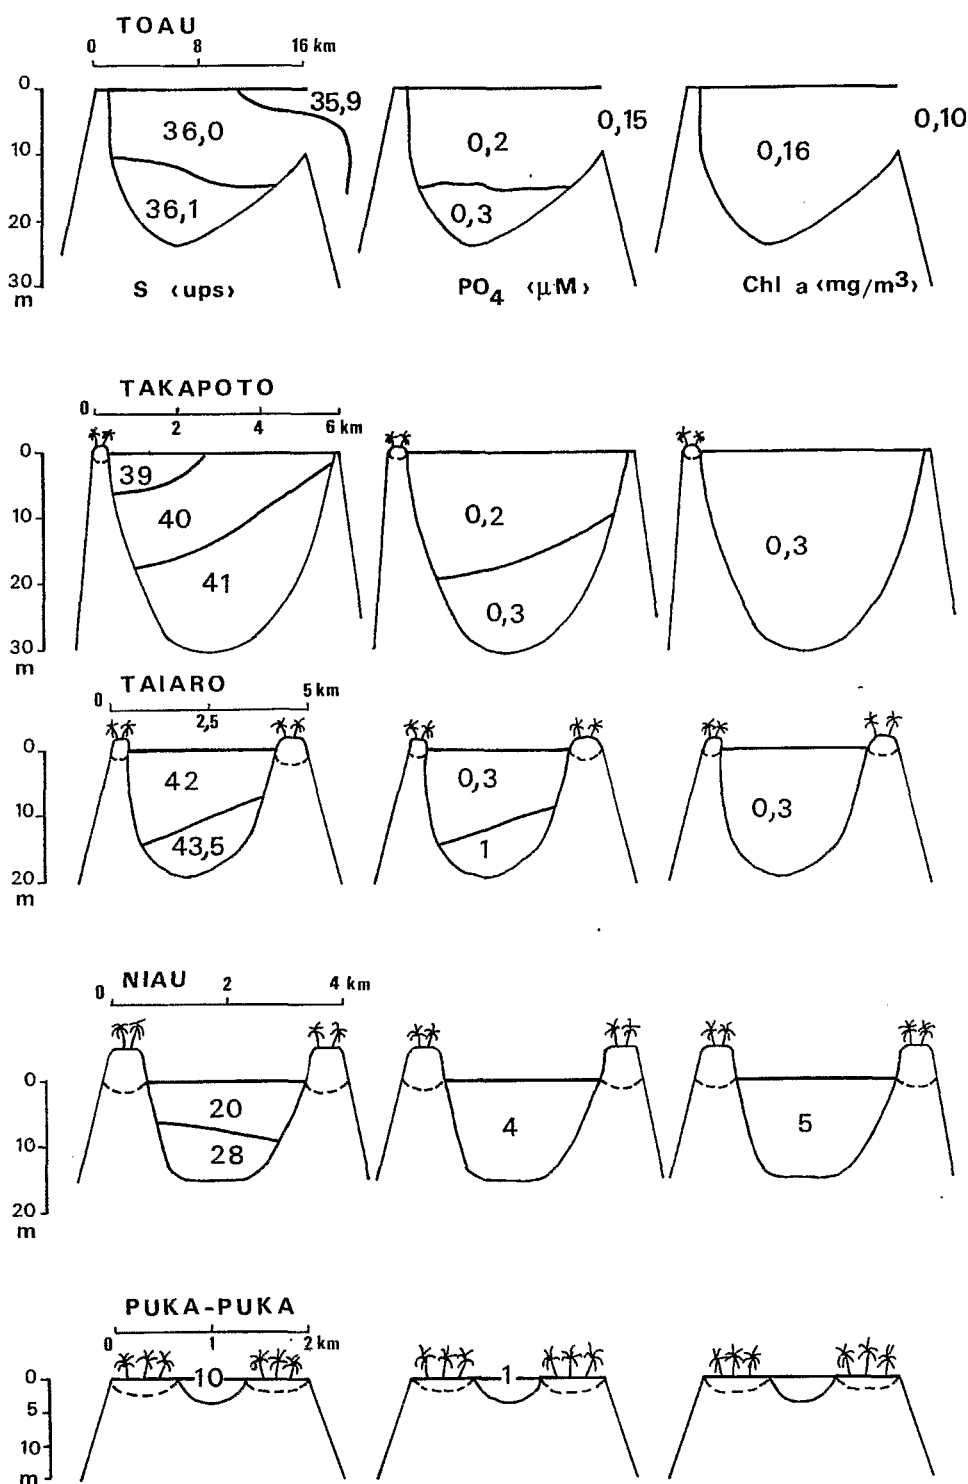 TOAU
0 8 16 km
0
35,9
36,0
0,15
0,10
0,2
0,16
10
36,1
0,3
20
30
m
S ‹ups›
PO4 ‹µM›
Chl a ‹mg/m3›
TAKAPOTO
0 2 4 6 km
0
39
40
0,2
0,3
10
41
20
0,3
30
m
TAIARO
0 2,5 5 km
0
42
0,3
0,3
10
43,5
1
20
m
NIAU
0 2 4 km
0
20
4
5
10
28
20
m
PUKA-PUKA
0 1 2 km
0
10
1
5
10
m